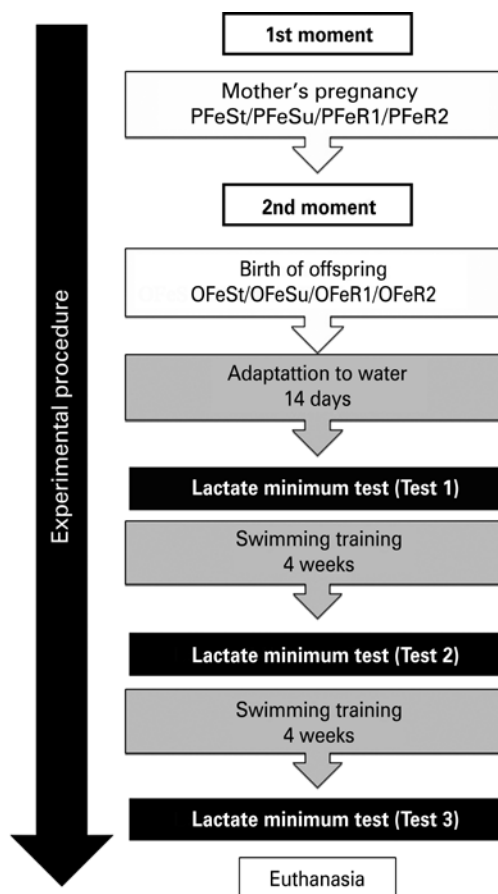 Experimental procedure
1st moment
Mother's pregnancy
PFeSt/PFeSu/PFeR1/PFeR2
2nd moment
Birth of offspring
OFeSt/OFeSu/OFeR1/OFeR2
Adaptattion to water
14 days
Lactate minimum test (Test 1)
Swimming training
4 weeks
Lactate minimum test (Test 2)
Swimming training
4 weeks
Lactate minimum test (Test 3)
Euthanasia